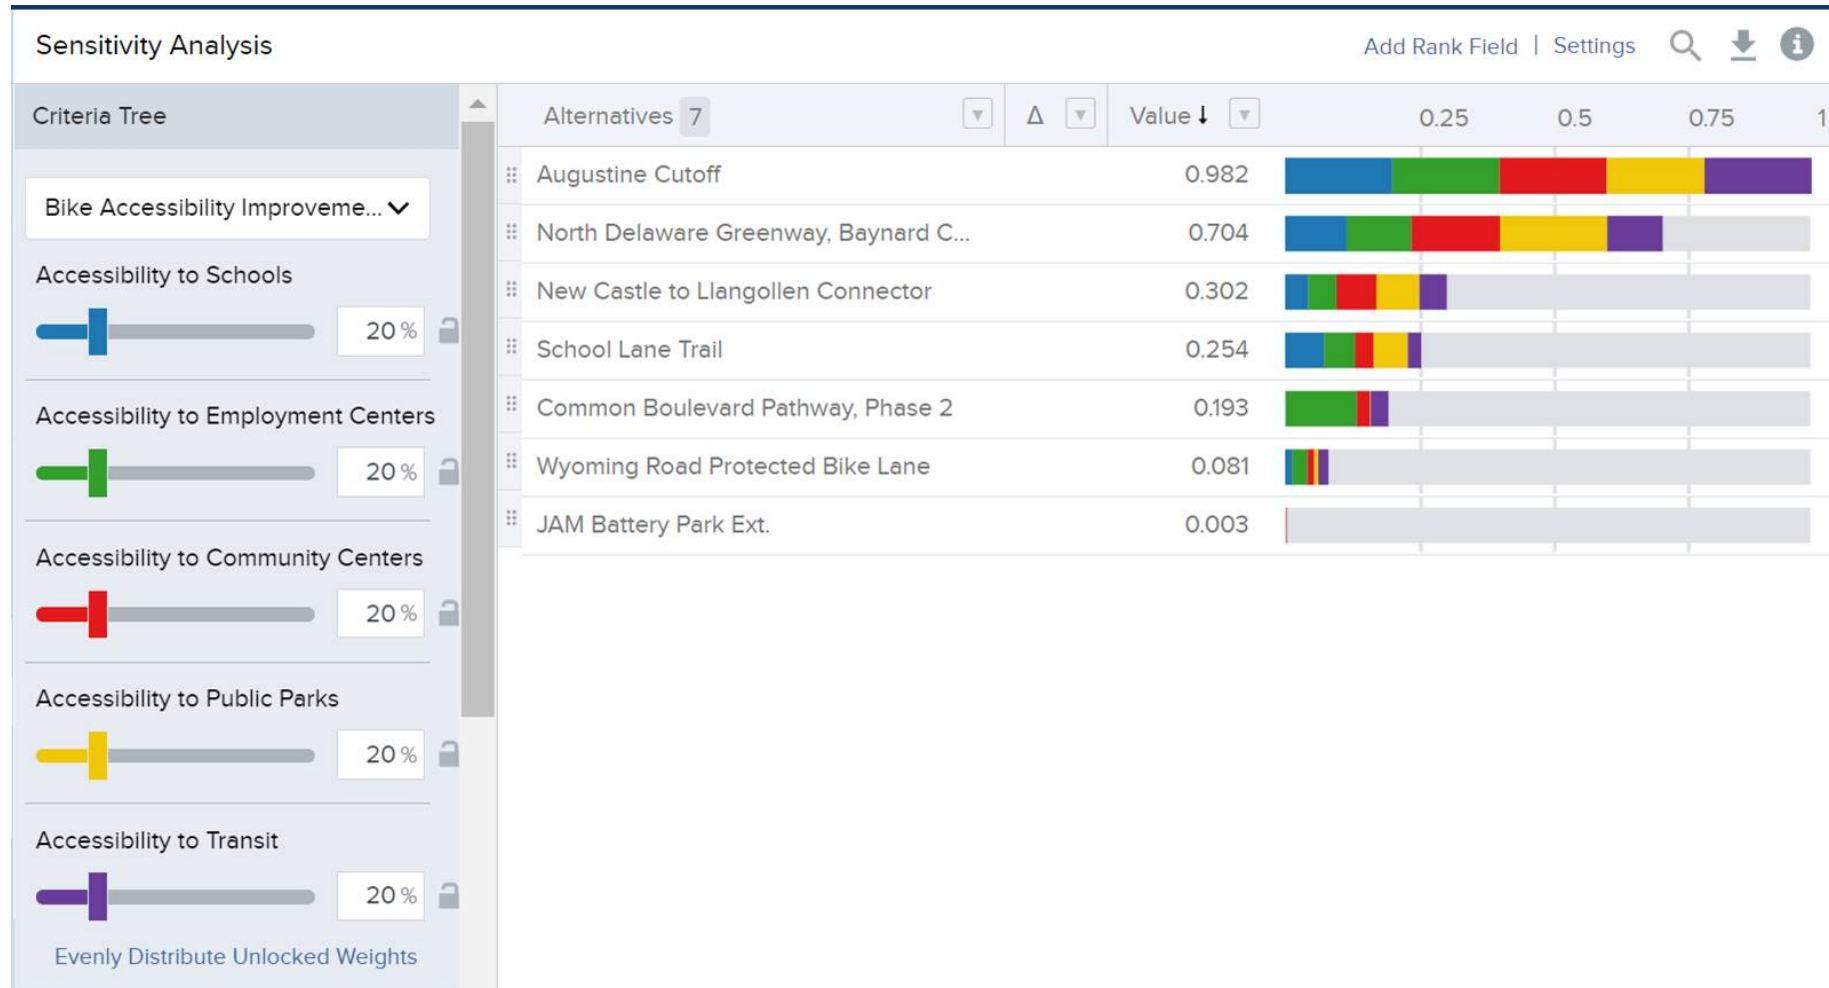 Sensitivity Analysis
Add Rank Field | Settings
Criteria Tree
Bike Accessibility Improveme...
Accessibility to Schools
20 %
Accessibility to Employment Centers
20 %
Accessibility to Community Centers
20 %
Accessibility to Public Parks
20 %
Accessibility to Transit
20 %
Evenly Distribute Unlocked Weights
Alternatives 7 Δ Value ↓ 0.25 0.5 0.75 1
Augustine Cutoff 0.982
North Delaware Greenway, Baynard C... 0.704
New Castle to Llangollen Connector 0.302
School Lane Trail 0.254
Common Boulevard Pathway, Phase 2 0.193
Wyoming Road Protected Bike Lane 0.081
JAM Battery Park Ext. 0.003